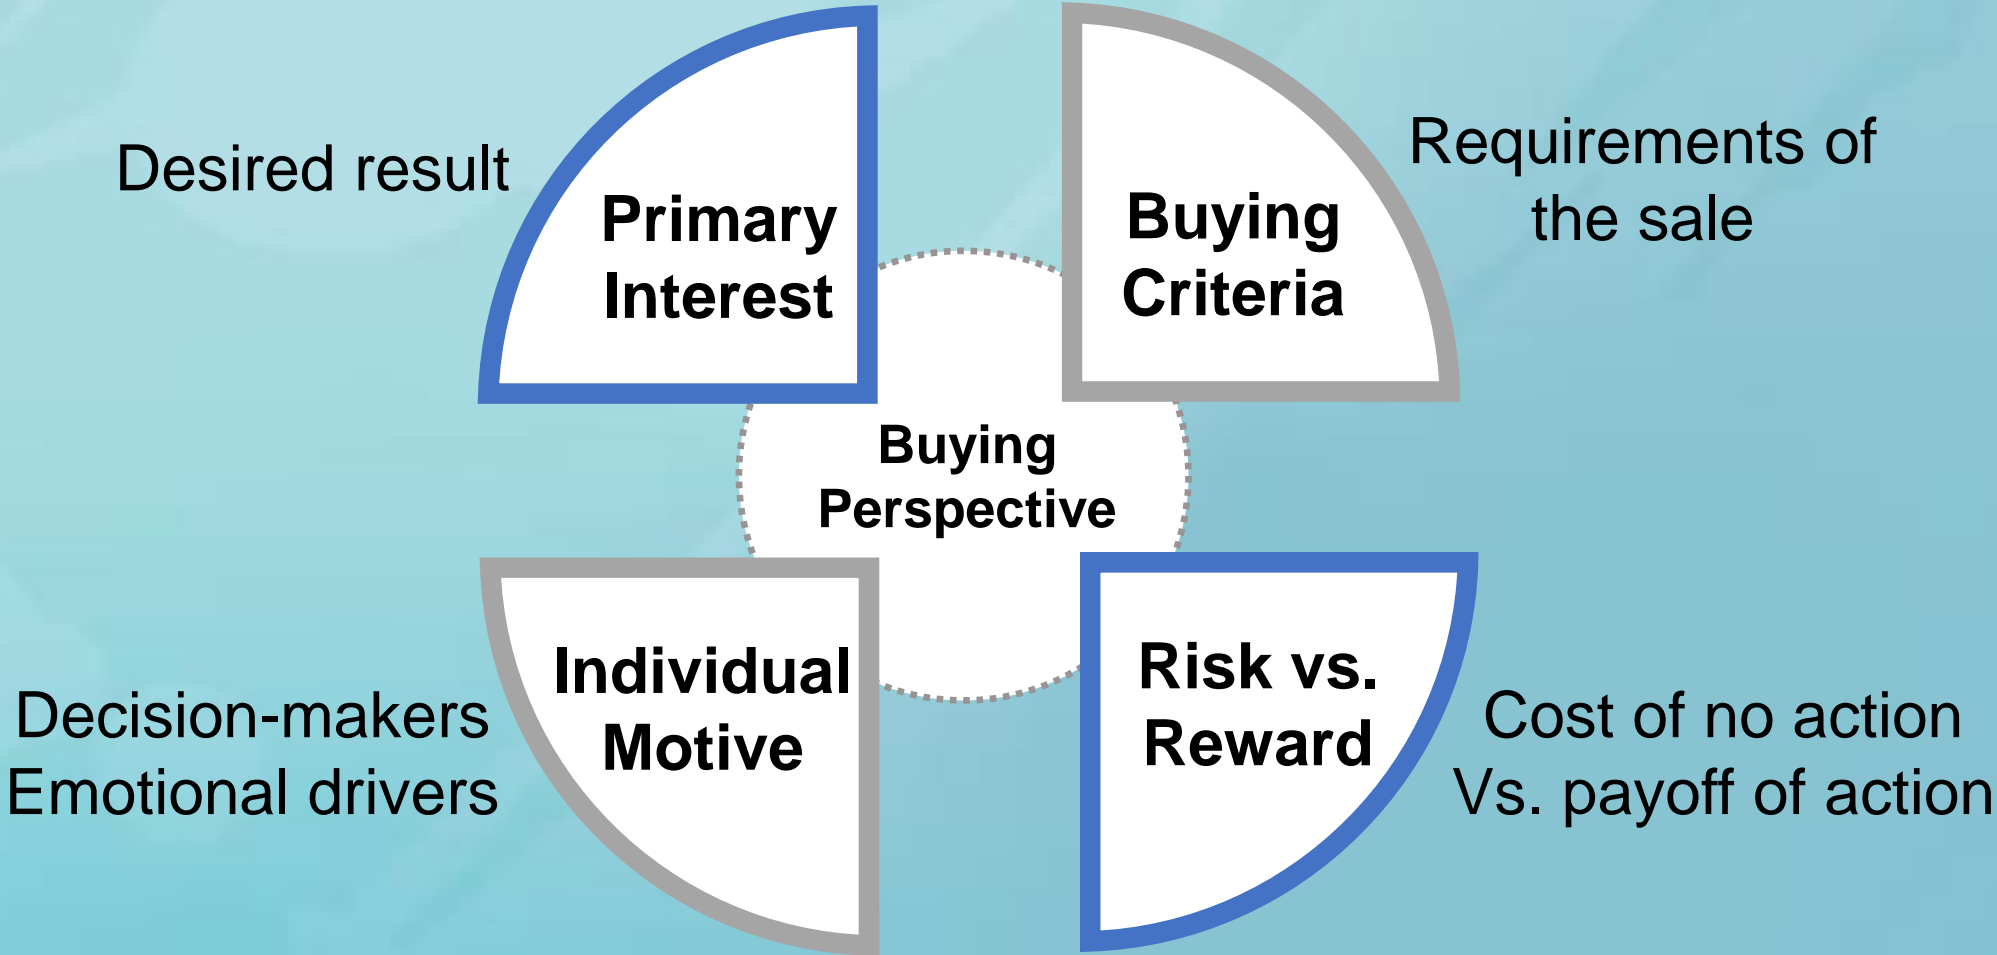 Desired result
Primary
Interest
Buying
Criteria
Requirements of
the sale
Buying
Perspective
Decision-makers
Emotional drivers
Individual
Motive
Risk vs.
Reward
Cost of no action
Vs. payoff of action